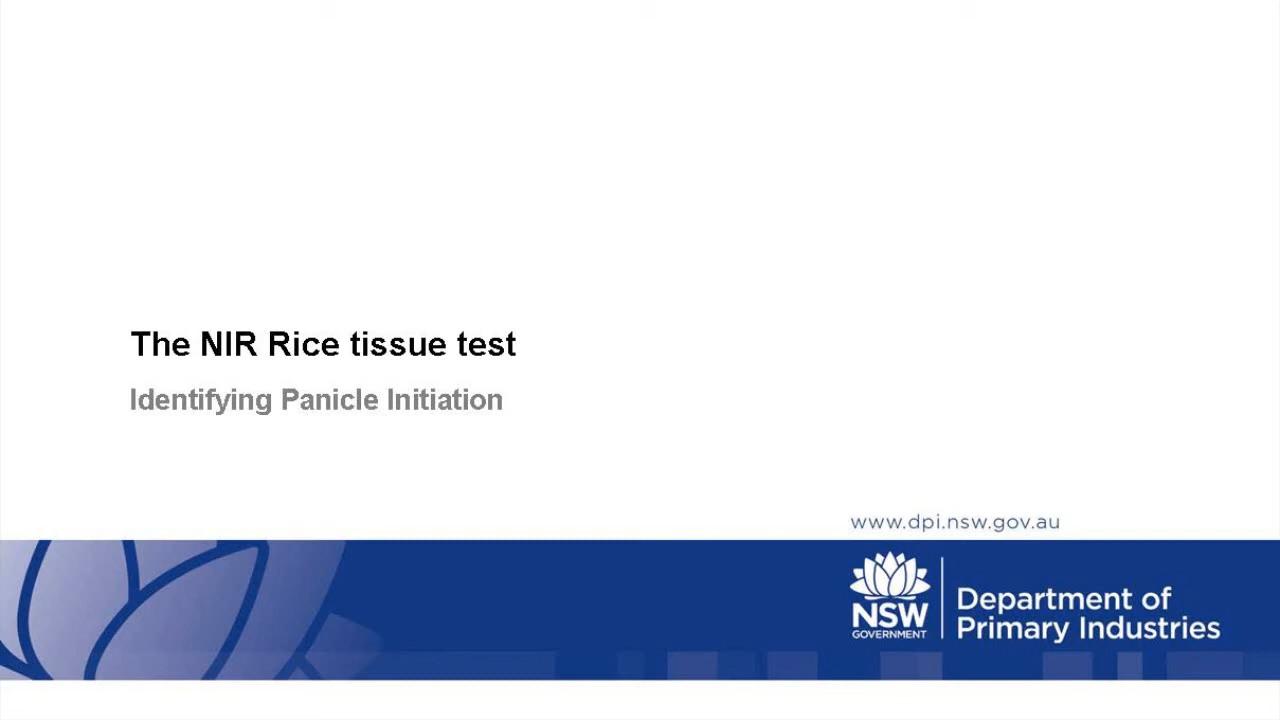 The NIR Rice tissue test
Identifying Panicle Initiation
www.dpi.nsw.gov.au
NSW
GOVERNMENT
Department of
Primary Industries